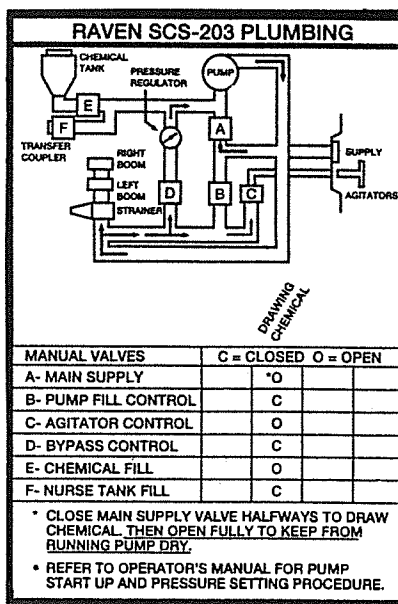 RAVEN SCS-203 PLUMBING
CHEMICAL
TANK
PRESSURE
REGULATOR
PUMP
E
F
A
TRANSFER
COUPLER
RIGHT
BOOM
LEFT
BOOM
STRAINER
D
B
C
SUPPLY
AGITATORS
DRAWING
CHEMICAL
MANUAL VALVES C = CLOSED O = OPEN
A- MAIN SUPPLY *O
B- PUMP FILL CONTROL C
C- AGITATOR CONTROL O
D- BYPASS CONTROL C
E- CHEMICAL FILL O
F- NURSE TANK FILL C
* CLOSE MAIN SUPPLY VALVE HALFWAYS TO DRAW
CHEMICAL. THEN OPEN FULLY TO KEEP FROM
RUNNING PUMP DRY.
• REFER TO OPERATOR'S MANUAL FOR PUMP
START UP AND PRESSURE SETTING PROCEDURE.